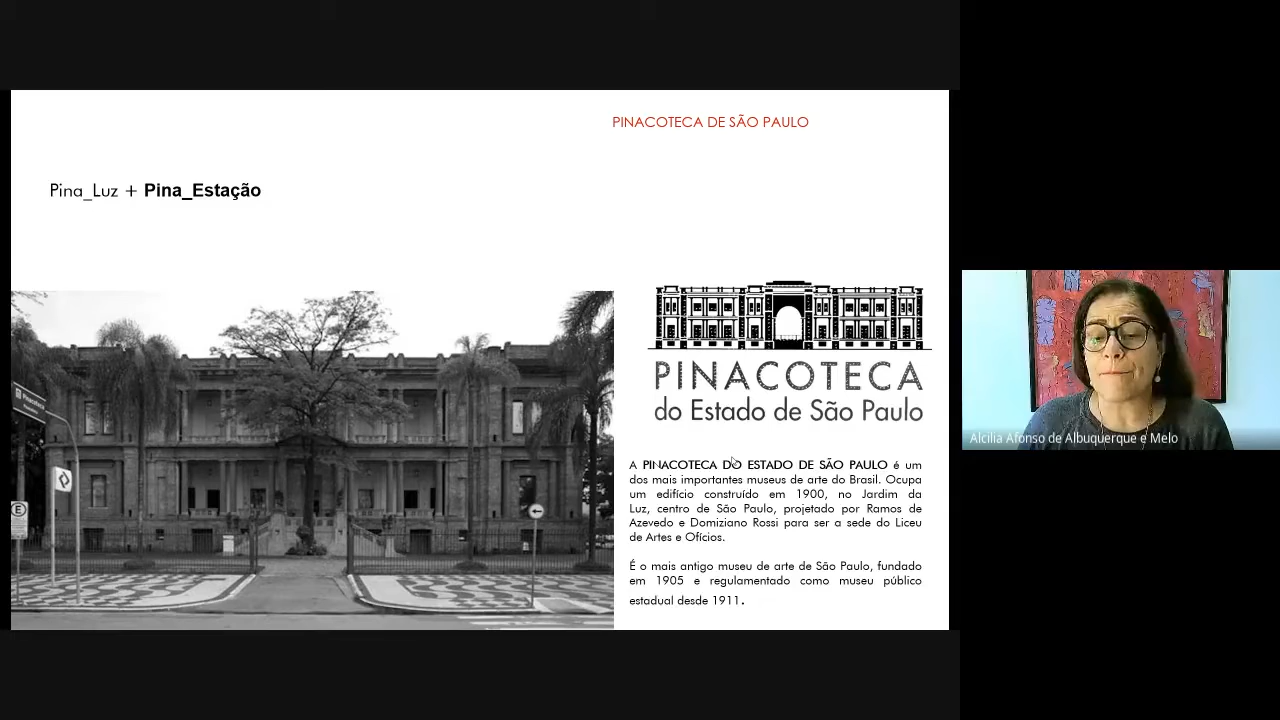 PINACOTECA DE SÃO PAULO
Pina_Luz + Pina_Estação
PINACOTECA
do Estado de São Paulo
A PINACOTECA DO ESTADO DE SÃO PAULO é um
dos mais importantes museus de arte do Brasil. Ocupa
um edifício construído em 1900, no Jardim da
Luz, centro de São Paulo, projetado por Ramos de
Azevedo e Domiziano Rossi para ser a sede do Liceu
de Artes e Ofícios.
É o mais antigo museu de arte de São Paulo, fundado
em 1905 e regulamentado como museu público
estadual desde 1911.
Pinacoteca
E
Alcilia Afonso de Albuquerque e Melo